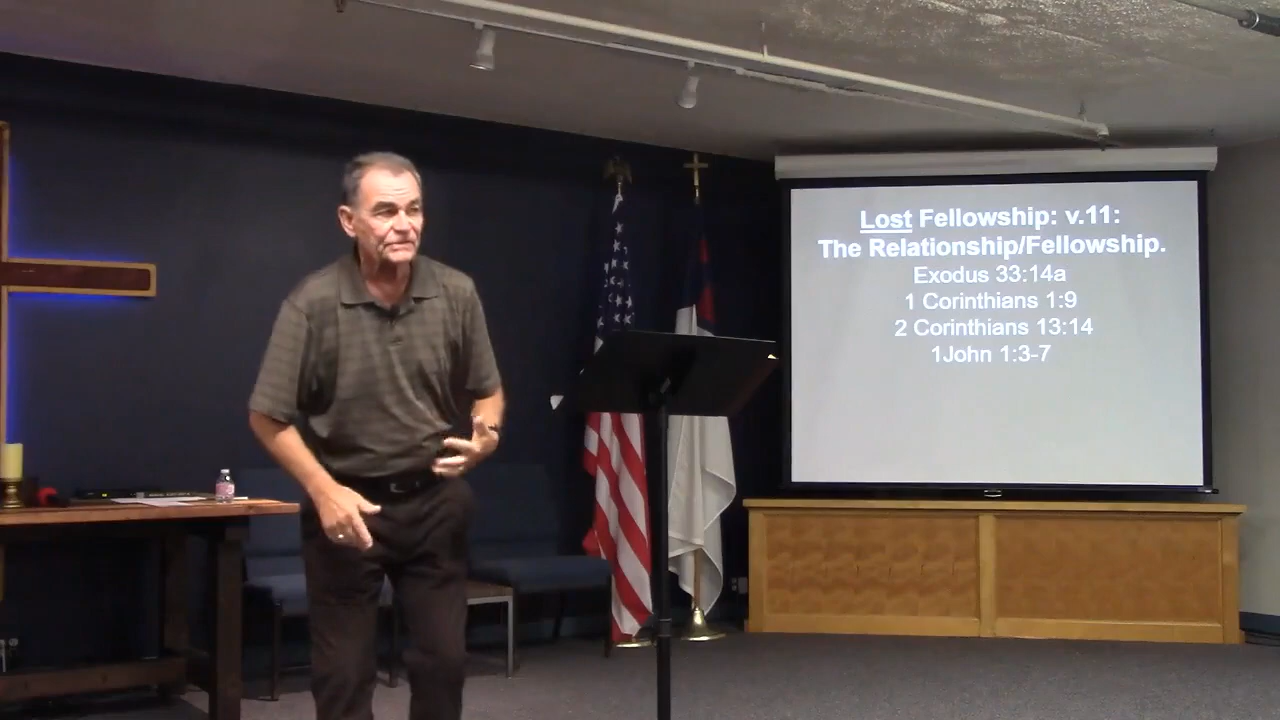 Lost Fellowship: v.11:
The Relationship/Fellowship.
Exodus 33:14a
1 Corinthians 1:9
2 Corinthians 13:14
1John 1:3-7